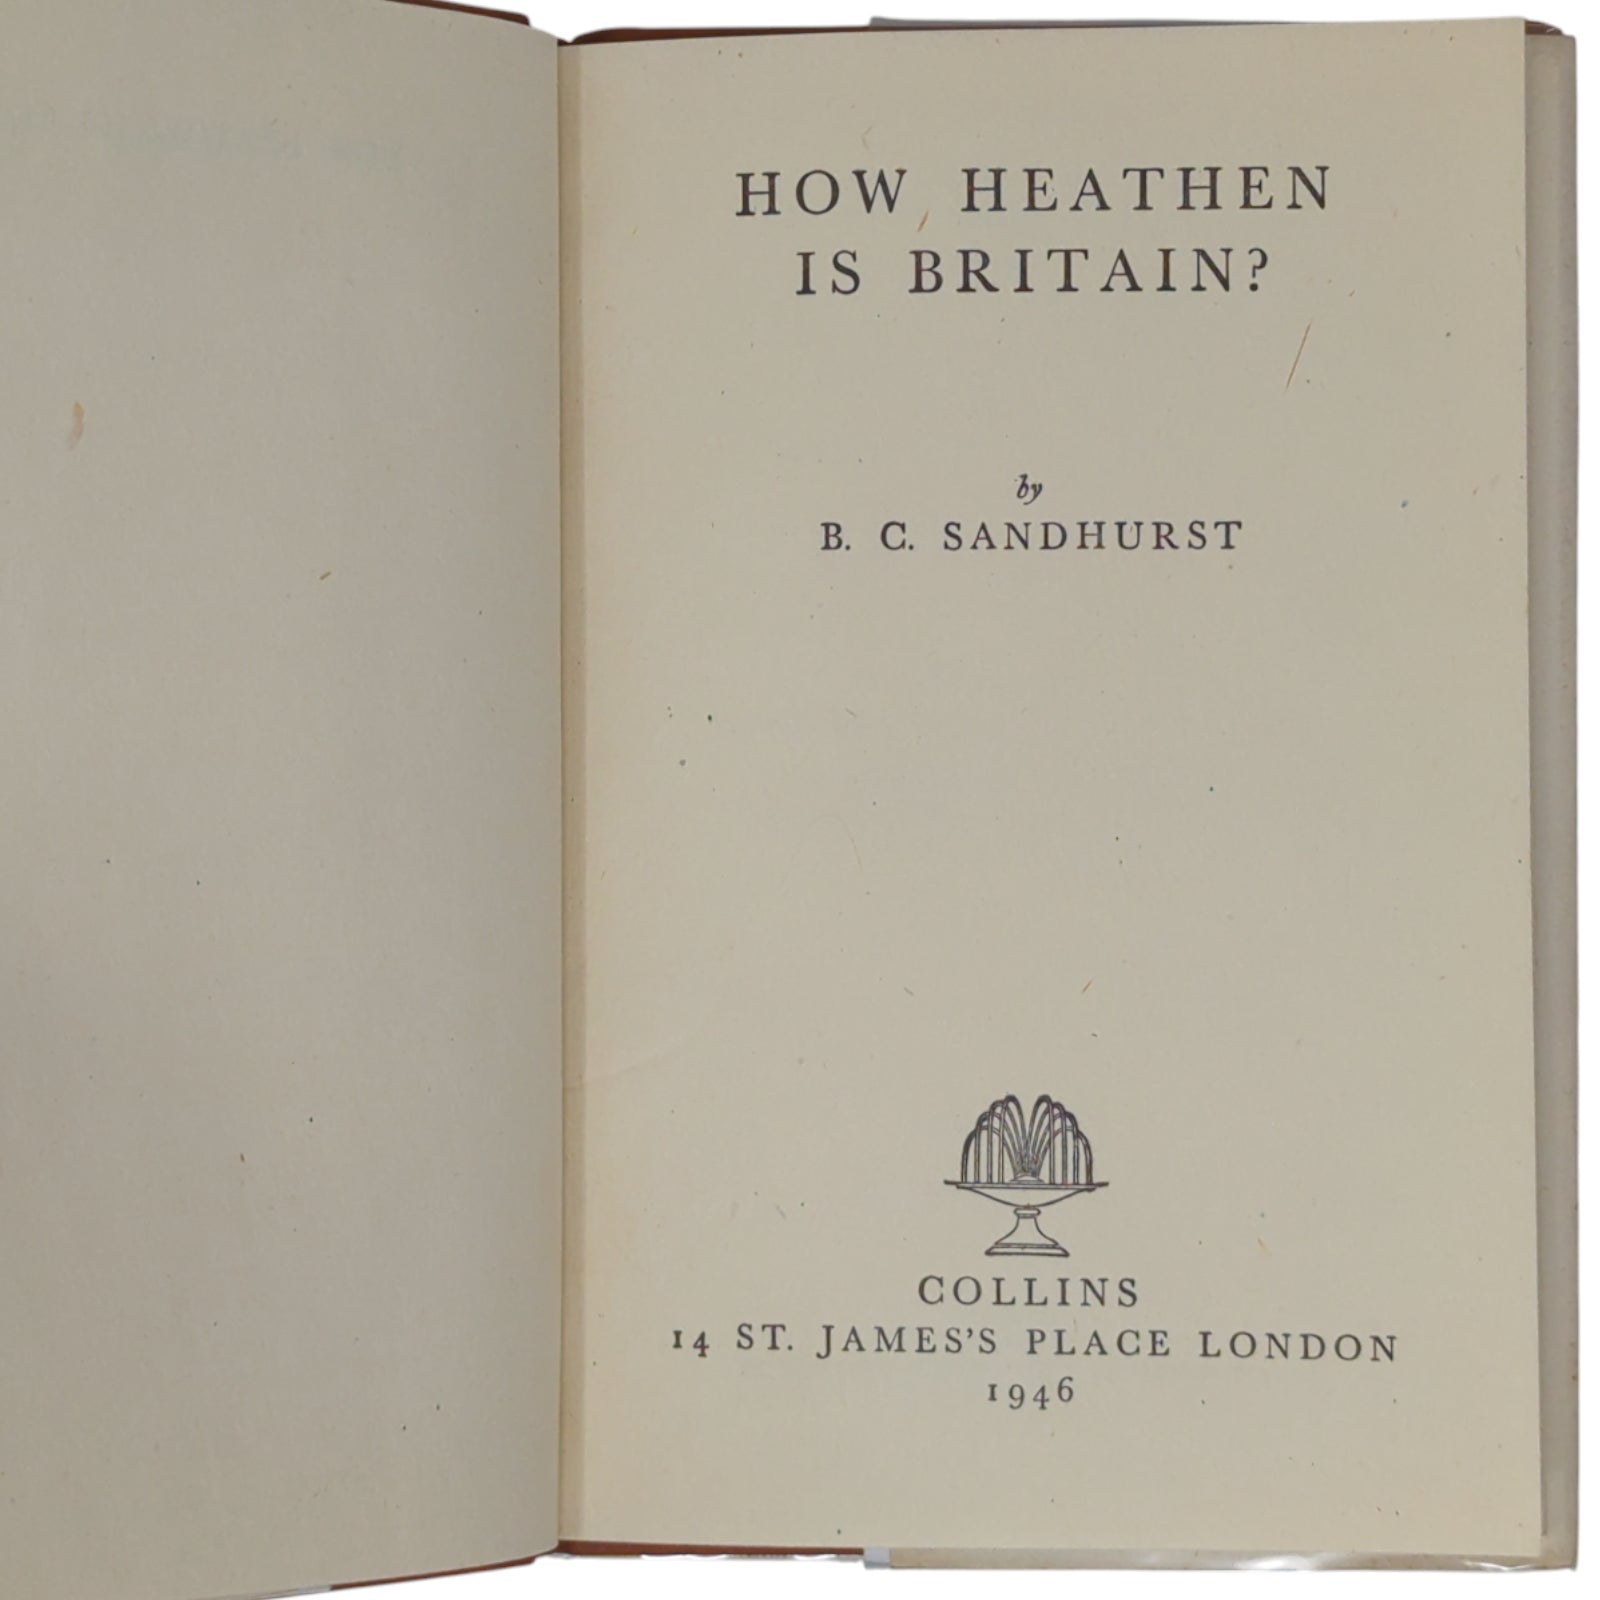 HOW HEATHEN
IS BRITAIN?
by
B. C. SANDHURST
COLLINS
14 ST. JAMES'S PLACE LONDON
1946